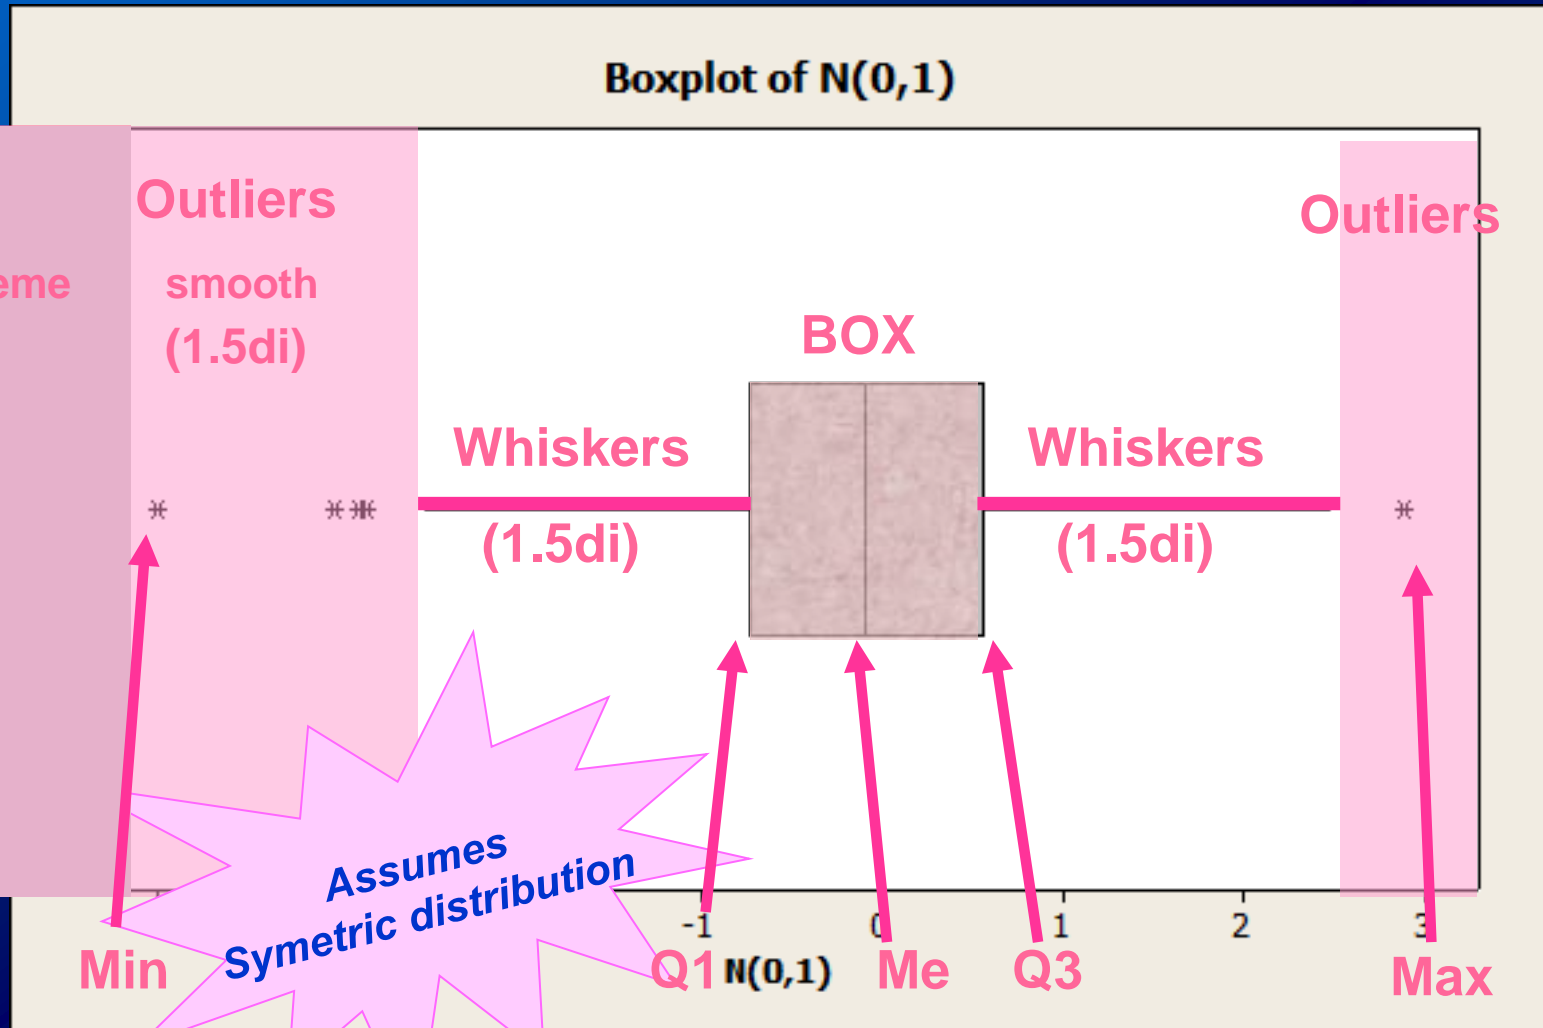 Boxplot of N(0,1)
Outliers
Outliers
eme
smooth
(1.5di)
BOX
Whiskers
Whiskers
(1.5di)
(1.5di)
Assumes
Symetric distribution
-1
0
1
2
3
Min
Q1
N(0,1)
Me
Q3
Max